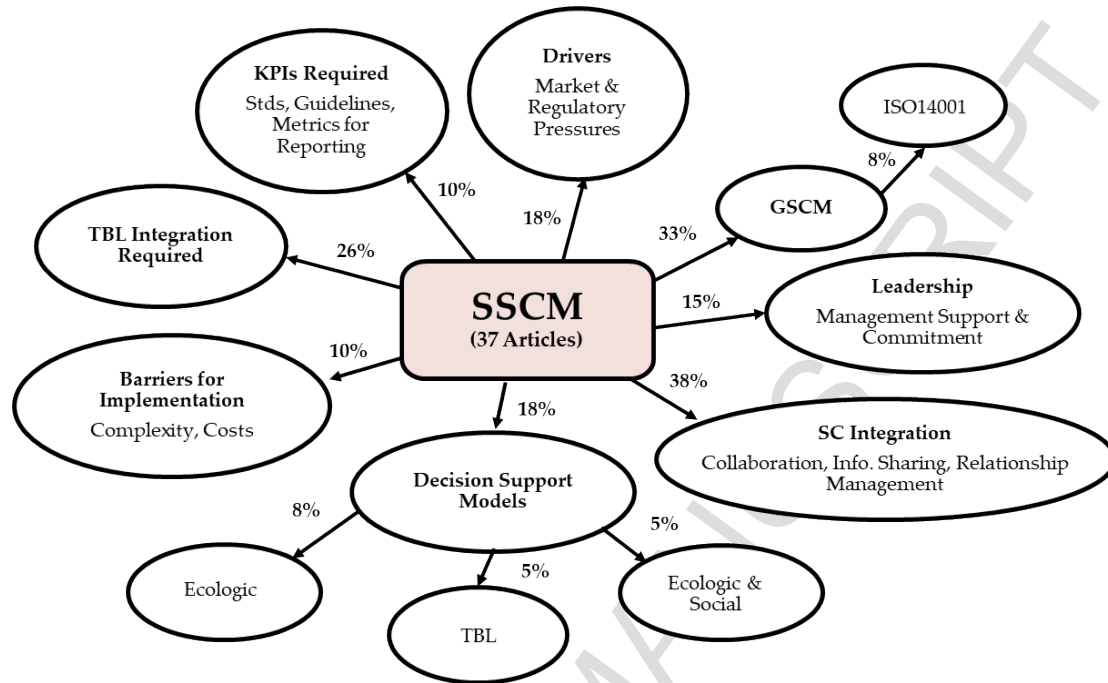 Drivers
Market &
Regulatory
Pressures
KPIs Required
Stds, Guidelines,
Metrics for
Reporting
ISO14001
8%
10%
18%
GSCM
33%
TBL Integration
Required
26%
SSCM
(37 Articles)
15%
Leadership
Management Support &
Commitment
10%
Barriers for
Implementation
Complexity, Costs
38%
SC Integration
Collaboration, Info. Sharing, Relationship
Management
18%
Decision Support
Models
8%
5%
5%
Ecologic
TBL
Ecologic &
Social